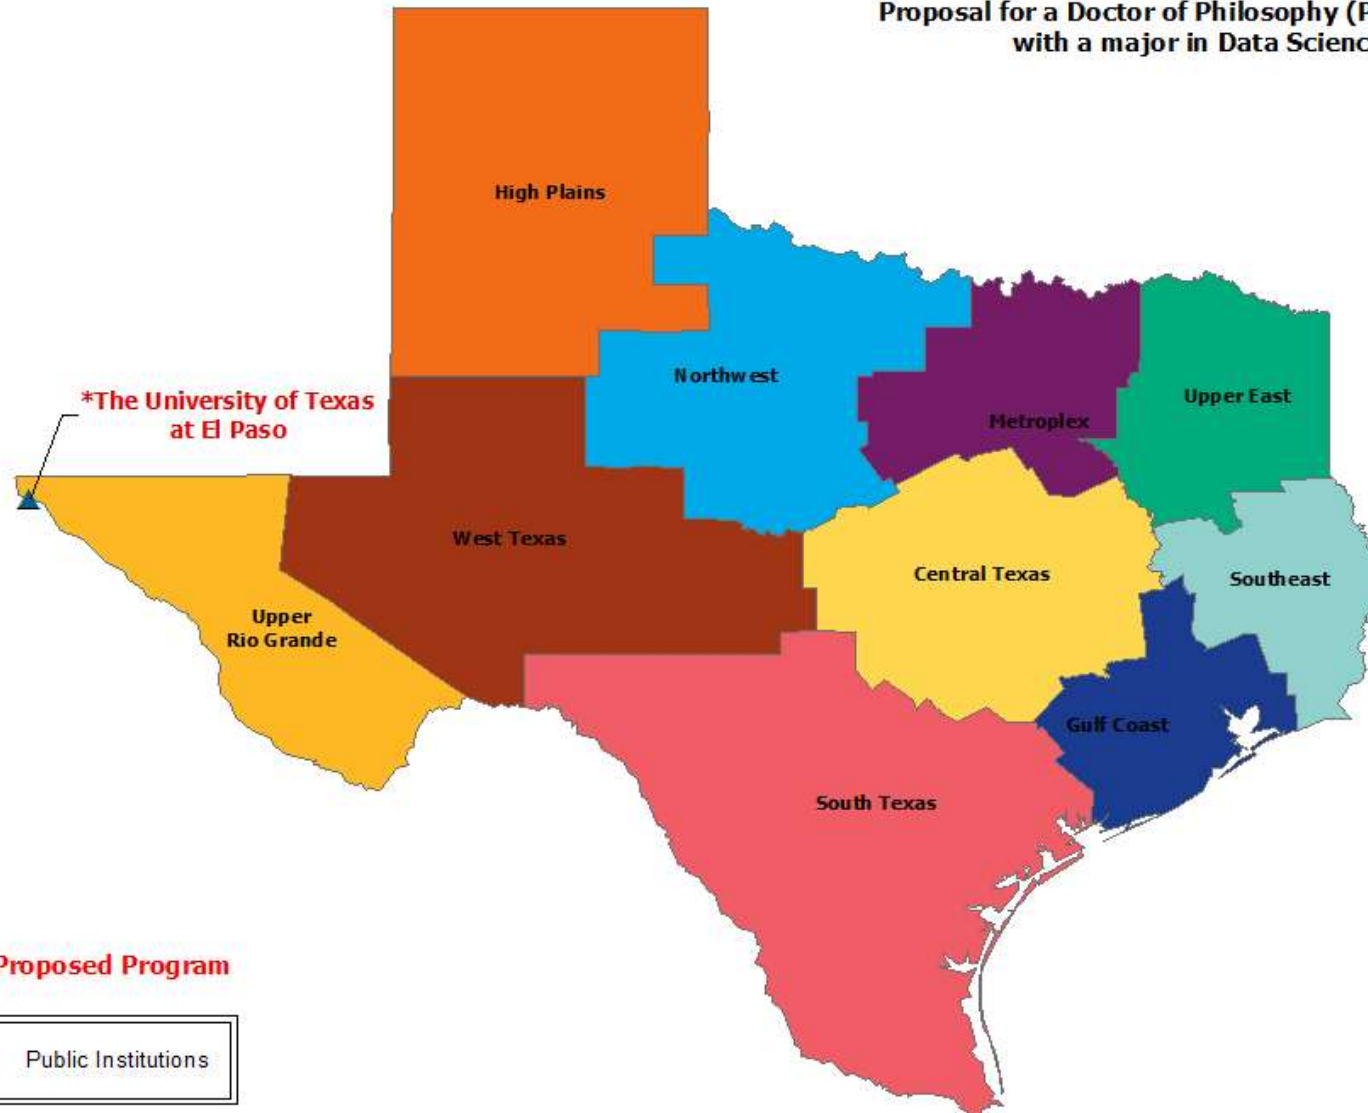 Proposal for a Doctor of Philosophy (P
with a major in Data Scienc
High Plains
Northwest
*The University of Texas
at El Paso
Metroplex
Upper East
West Texas
Central Texas
Southeast
Upper
Rio Grande
Gulf Coast
South Texas
Proposed Program
Public Institutions